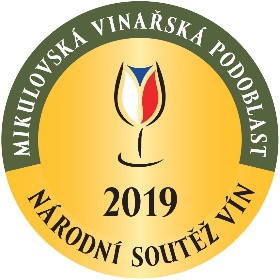 MIKULOVSKÁ VINAŘSKÁ PODOBLAST
2019
NÁRODNÍ SOUTĚŽ VÍN